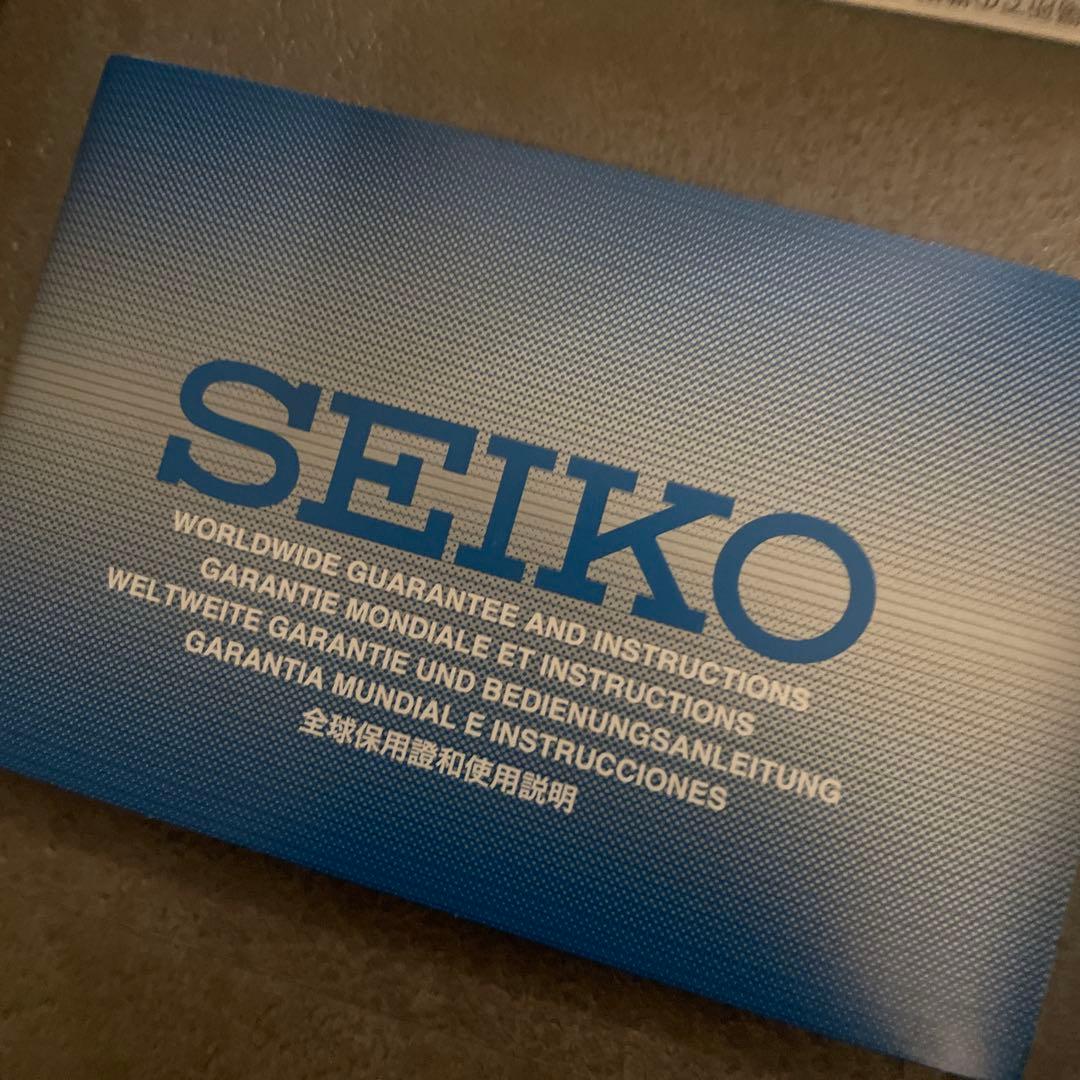 SEIKO
WORLDWIDE GUARANTEE AND INSTRUCTIONS
GARANTIE MONDIALE ET INSTRUCTIONS
WELTWEITE GARANTIE UND BEDIENUNGSANLEITUNG
GARANTIA MUNDIAL E INSTRUCCIONES
全球保用證和使用説明